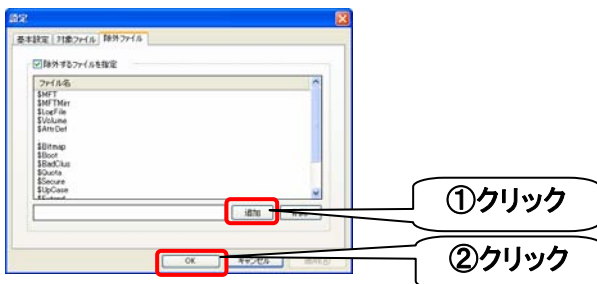 設定
基本設定 対象ファイル 除外ファイル
除外するファイルを指定
ファイル名
$MFT
$MFTMirr
$LogFile
$Volume
$AttrDef
$Bitmap
$Boot
$BadClus
$Quota
$Secure
$UpCase
$Extend
追加
①クリック
OK キャンセル
②クリック